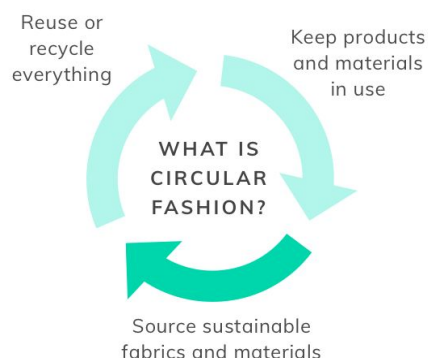 Reuse or
recycle
everything
Keep products
and materials
in use
WHAT IS
CIRCULAR
FASHION?
Source sustainable
fabrics and materials